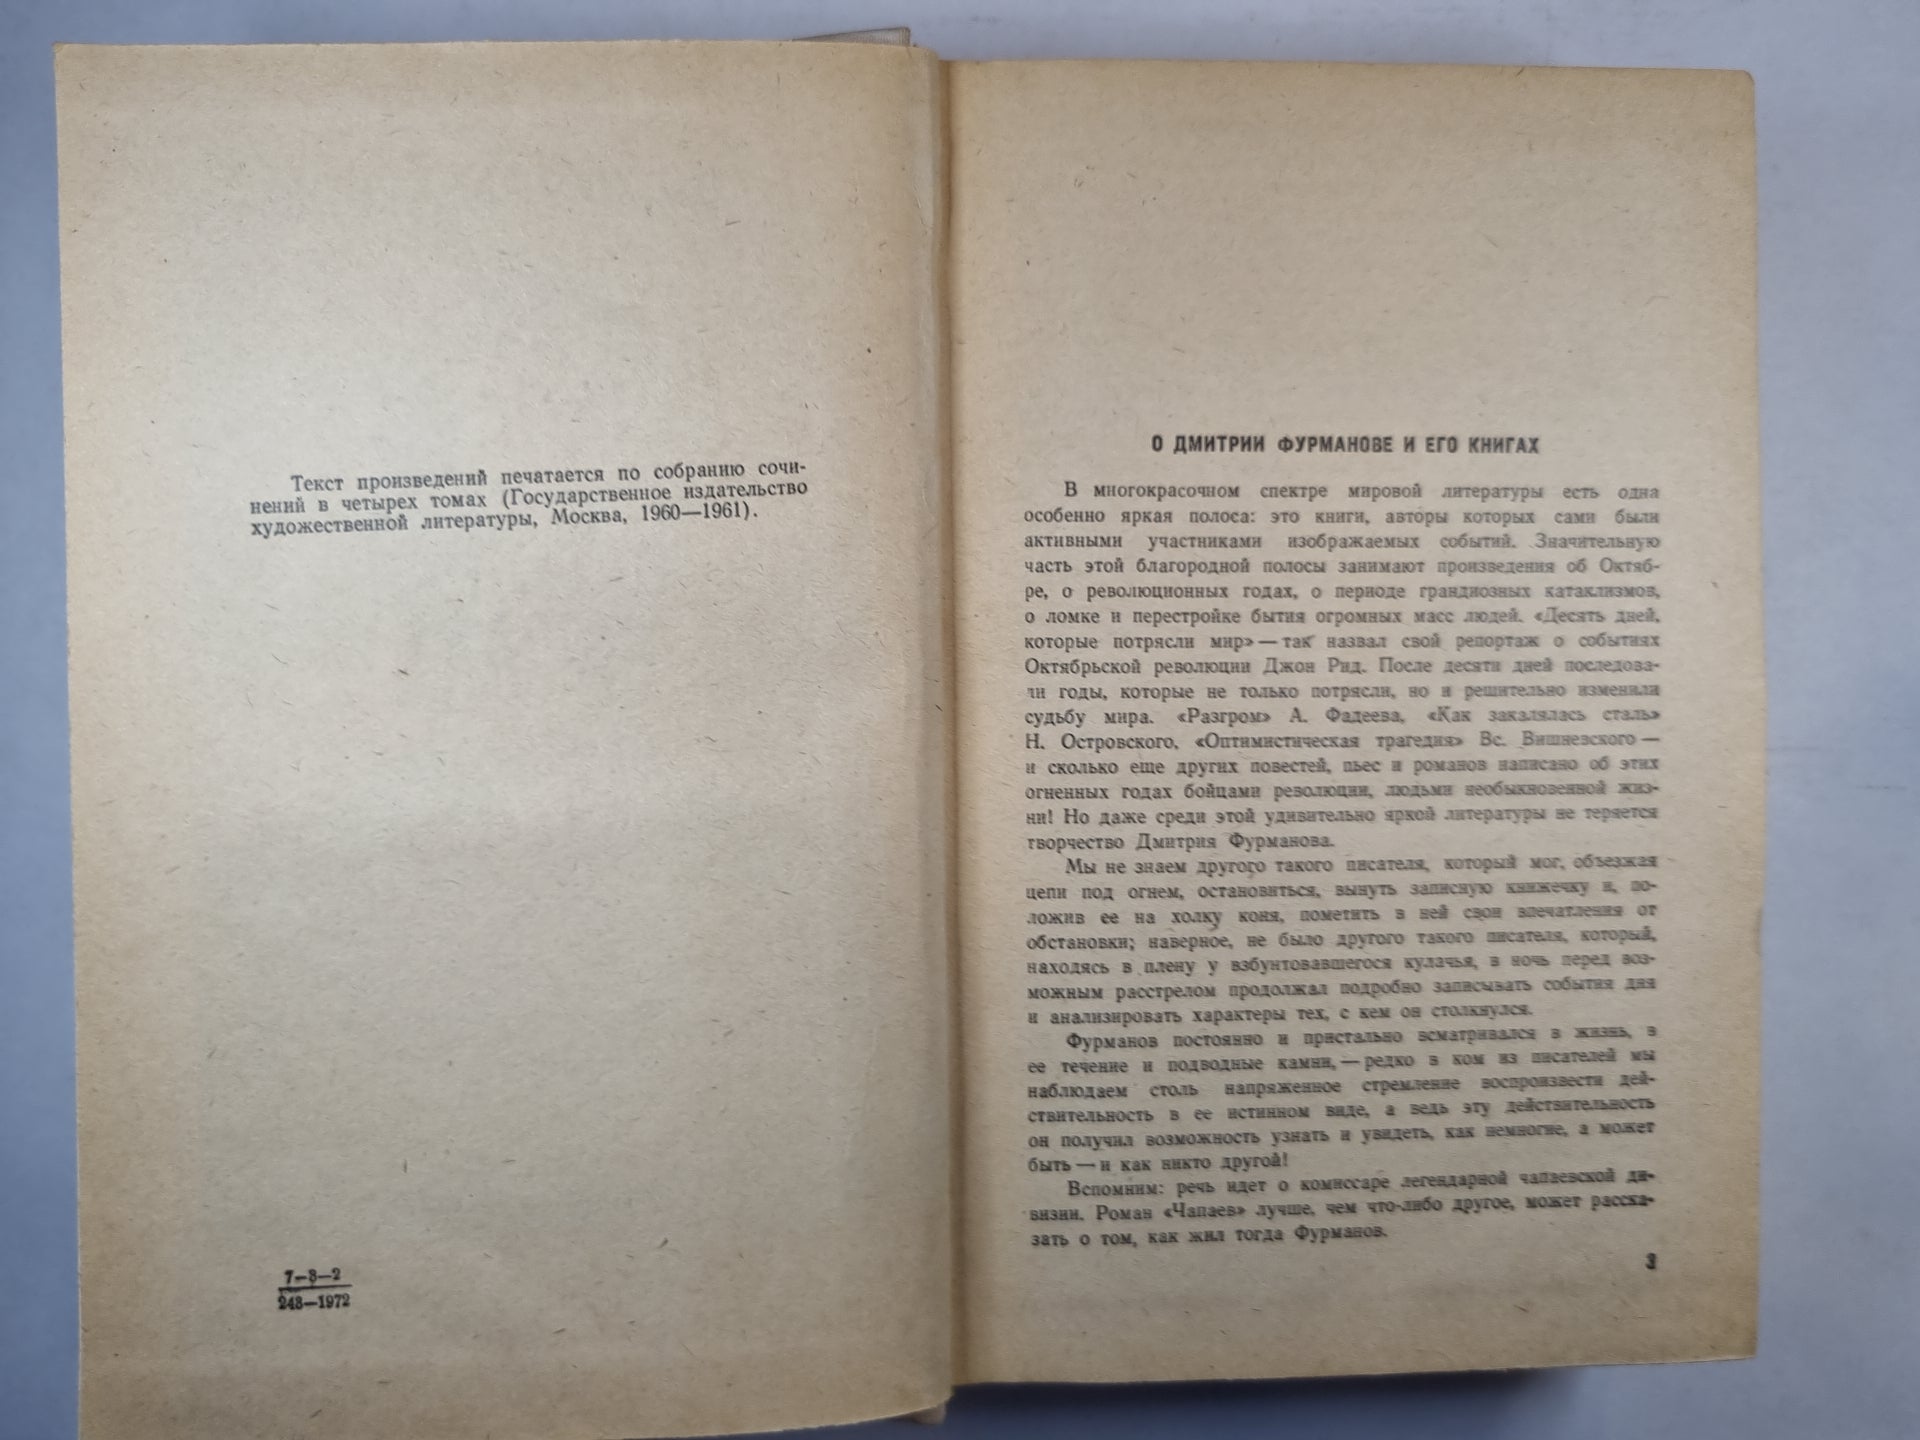 Текст произведений печатается по собранию сочи-
нений в четырех томах (Государственное издательство
художественной литературы, Москва, 1960—1961).
7—3—2
248—1972
О ДМИТРИИ ФУРМАНОВЕ И ЕГО КНИГАХ
В многокрасочном спектре мировой литературы есть одна
особенно яркая полоса: это книги, авторы которых сами были
активными участниками изображаемых событий. Значительную
часть этой благородной полосы занимают произведения об Октяб-
ре, о революционных годах, о периоде грандиозных катаклизмов,
о ломке и перестройке бытия огромных масс людей. «Десять дней,
которые потрясли мир» — так назвал свой репортаж о событиях
Октябрьской революции Джон Рид. После десяти дней последова-
ли годы, которые не только потрясли, но и решительно изменили
судьбу мира. «Разгром» А. Фадеева, «Как закалялась сталь»
Н. Островского, «Оптимистическая трагедия» Вс. Вишневского —
и сколько еще других повестей, пьес и романов написано об этих
огненных годах бойцами революции, людьми необыкновенной жиз-
ни! Но даже среди этой удивительно яркой литературы не теряется
творчество Дмитрия Фурманова.
Мы не знаем другого такого писателя, который мог, объезжая
цепи под огнем, остановиться, вынуть записную книжечку и, по-
ложив ее на холку коня, пометить в ней свои впечатления от
обстановки; наверное, не было другого такого писателя, который,
находясь в плену у взбунтовавшегося кулачья, в ночь перед воз-
можным расстрелом продолжал подробно записывать события дня
и анализировать характеры тех, с кем он столкнулся.
Фурманов постоянно и пристально всматривался в жизнь, в
ее течение и подводные камни, — редко в ком из писателей мы
наблюдаем столь напряженное стремление воспроизвести дей-
ствительность в ее истинном виде, а ведь эту действительность
он получил возможность узнать и увидеть, как немногие, а может
быть — и как никто другой!
Вспомним: речь идет о комиссаре легендарной чапаевской ди-
визии. Роман «Чапаев» лучше, чем что-либо другое, может расска-
зать о том, как жил тогда Фурманов.
3